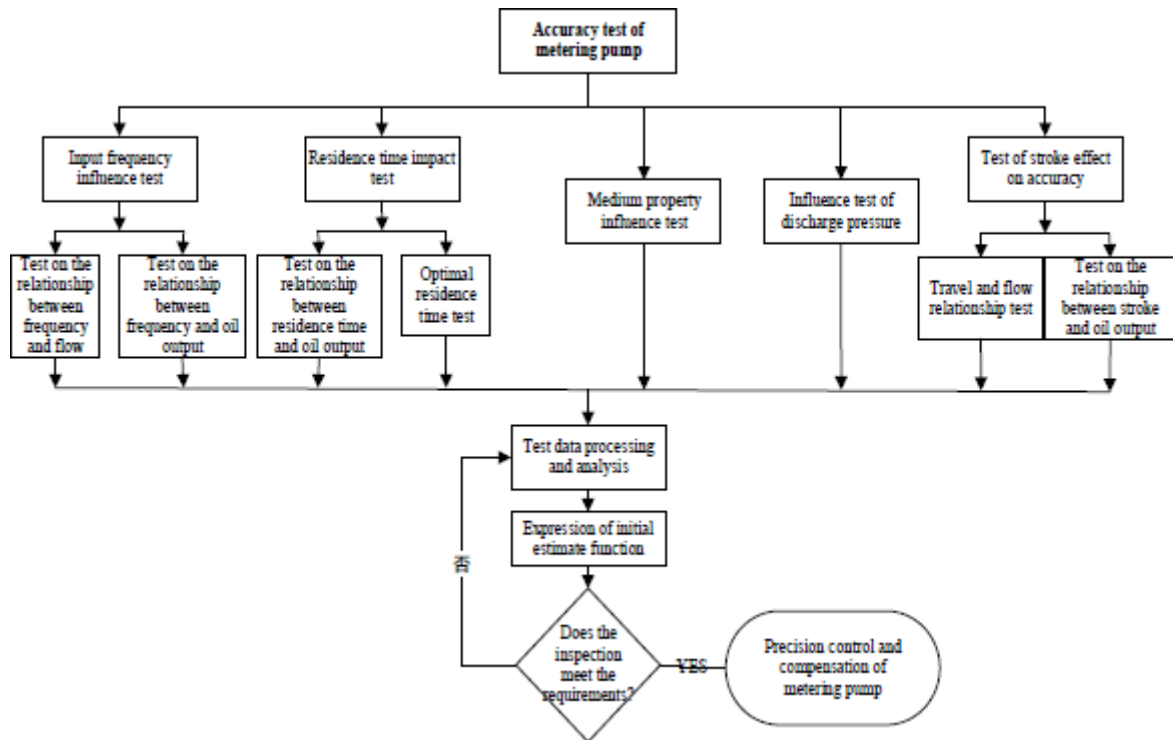 Accuracy test of
metering pump
Input frequency
influence test
Residence time impact
test
Medium property
influence test
Influence test of
discharge pressure
Test of stroke effect
on accuracy
Test on the
relationship
between
frequency
and flow
Test on the
relationship
between
frequency and oil
output
Test on the
relationship
between
residence time
and oil output
Optimal
residence
time test
Travel and flow
relationship test
Test on the
relationship
between stroke
and oil output
Test data processing
and analysis
Expression of initial
estimate function
否
Does the
inspection
meet the
requirements?
YES
Precision control and
compensation of
metering pump